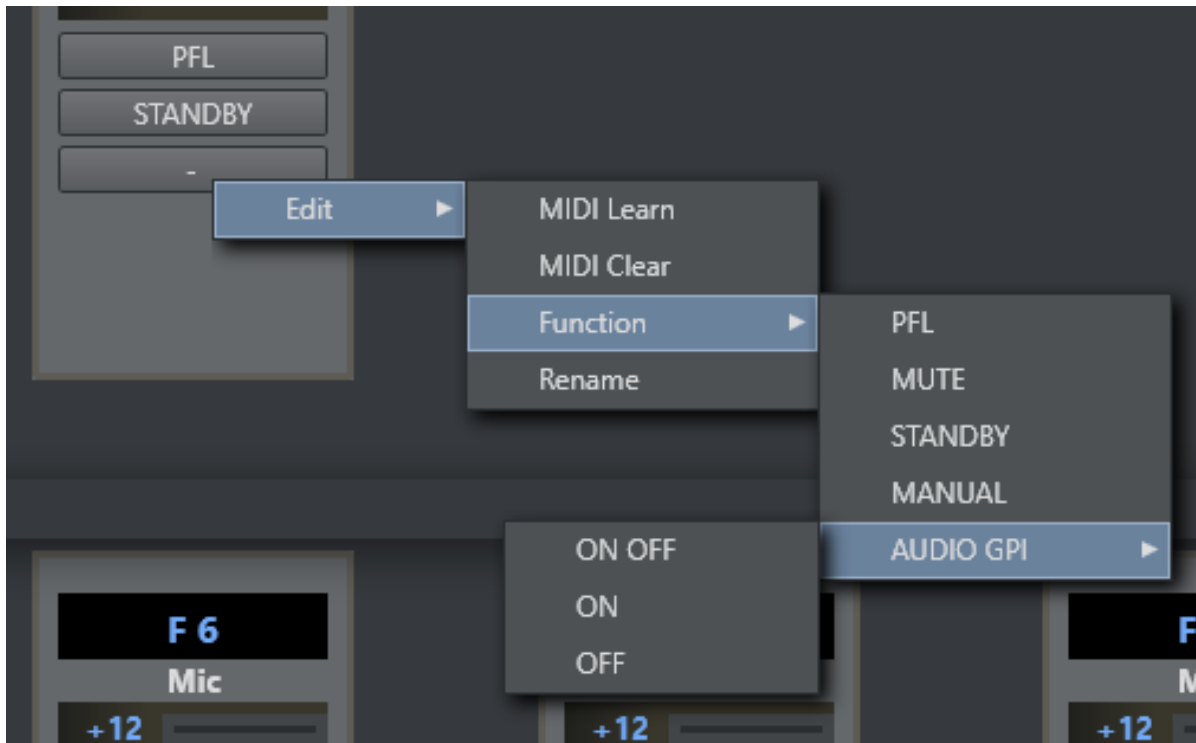 PFL
STANDBY
-
Edit
MIDI Learn
MIDI Clear
Function
Rename
PFL
MUTE
STANDBY
MANUAL
AUDIO GPI
ON OFF
ON
OFF
F 6
Mic
+12
+12
F
M
+12